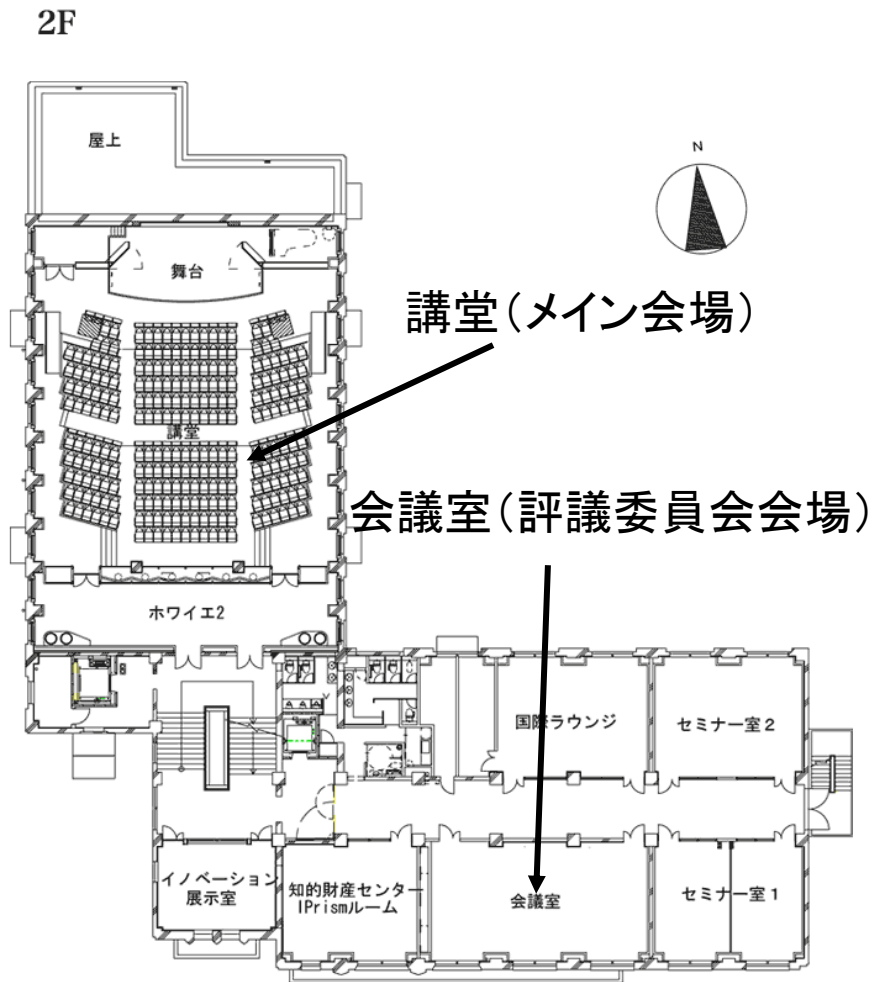 2F
屋上
N
舞台
講堂（メイン会場）
講堂
会議室（評議委員会会場）
ホワイエ2
国際ラウンジ
セミナー室２
イノベーション
展示室
知的財産センター
IPrismルーム
会議室
セミナー室１